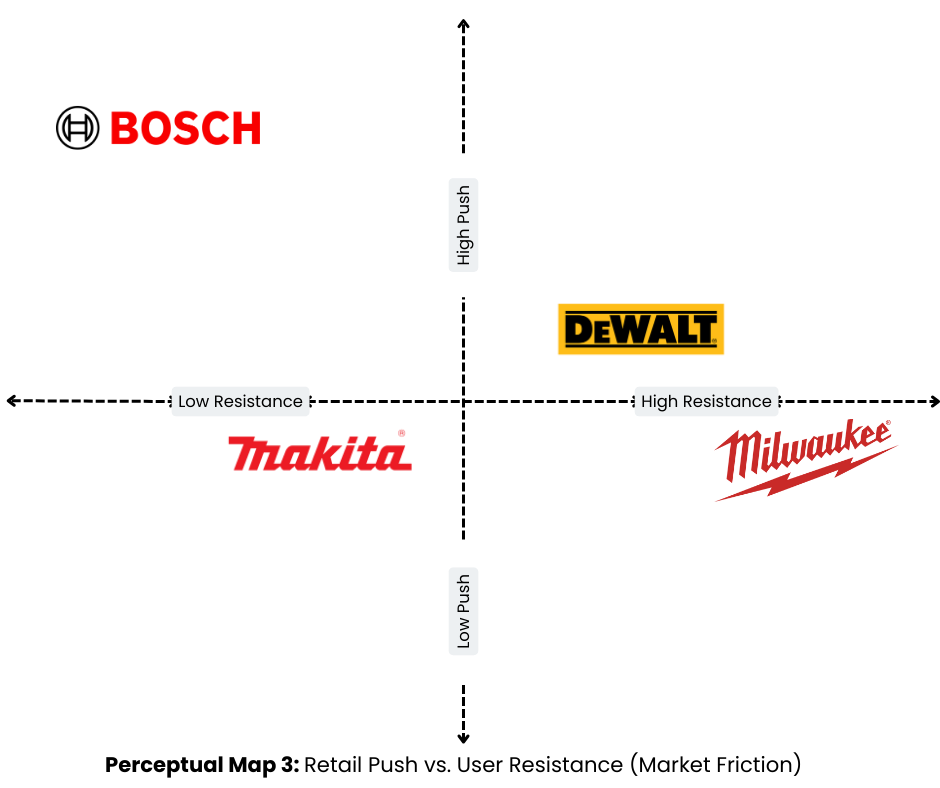 BOSCH
High Push
DEWALT
Low Resistance
High Resistance
makita®
Milwaukee®
Low Push
Perceptual Map 3: Retail Push vs. User Resistance (Market Friction)